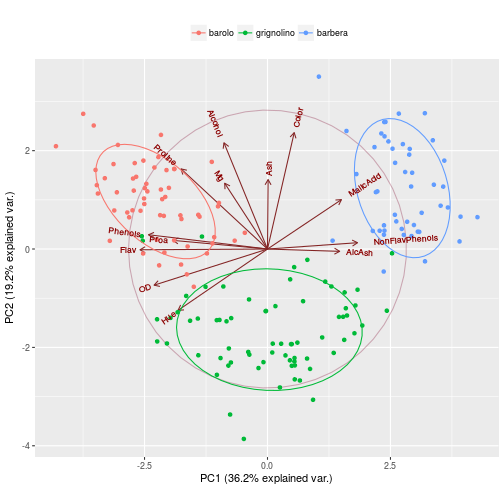 barolo grignolino barbera
Color
Alcohol
Proline
Ash
Mg
MalicAcid
Phenols
Proa
NonFlavPhenols
Flav
AlcAsh
OD
Hue
2
0
-2
-4
-2.5 0.0 2.5
PC1 (36.2% explained var.)
PC2 (19.2% explained var.)